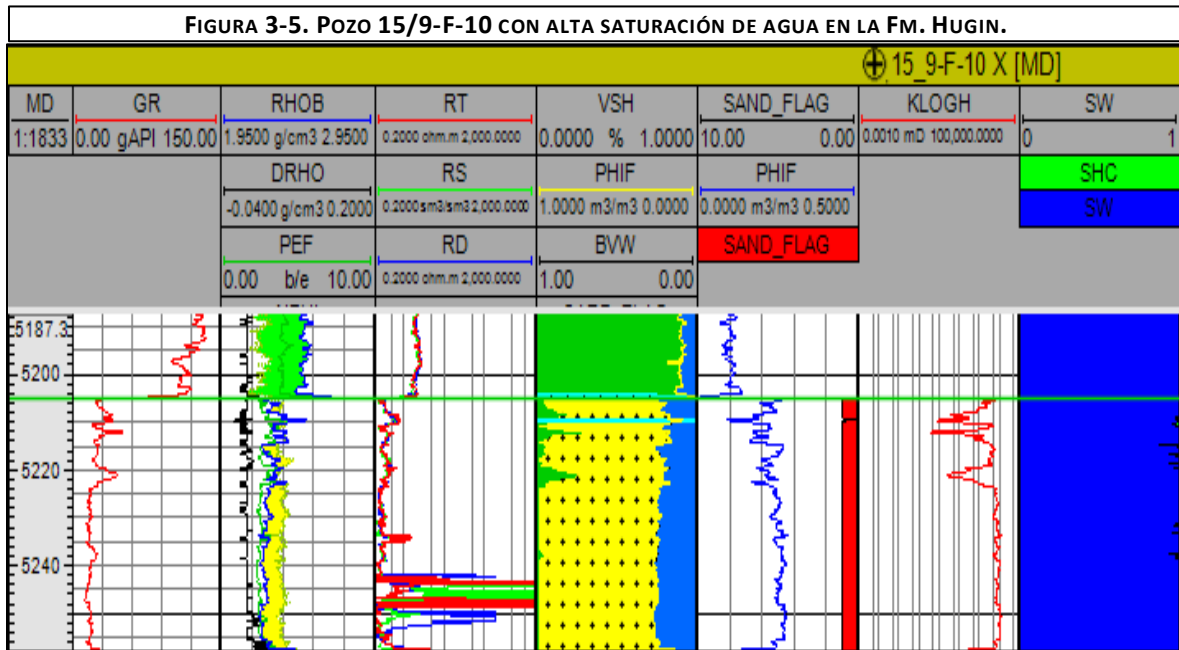 FIGURA 3-5. POZO 15/9-F-10 CON ALTA SATURACIÓN DE AGUA EN LA FM. HUGIN.
15_9-F-10 X [MD]
MD GR RHOB RT VSH SAND_FLAG KLOGH SW
1:1833 0.00 gAPI 150.00 1.9500 g/cm3 2.9500 0.2000 ohm.m 2,000.0000 0.0000 % 1.0000 10.00 0.00 0.0010 mD 100,000.0000 0 1
DRHO RS PHIF PHIF SHC
-0.0400 g/cm3 0.2000 0.2000 sm3/sm3 2,000.0000 1.0000 m3/m3 0.0000 0.0000 m3/m3 0.5000 SW
PEF RD BVW SAND_FLAG
0.00 b/e 10.00 0.2000 ohm.m 2,000.0000 1.00 0.00
5187.3
5200
5220
5240